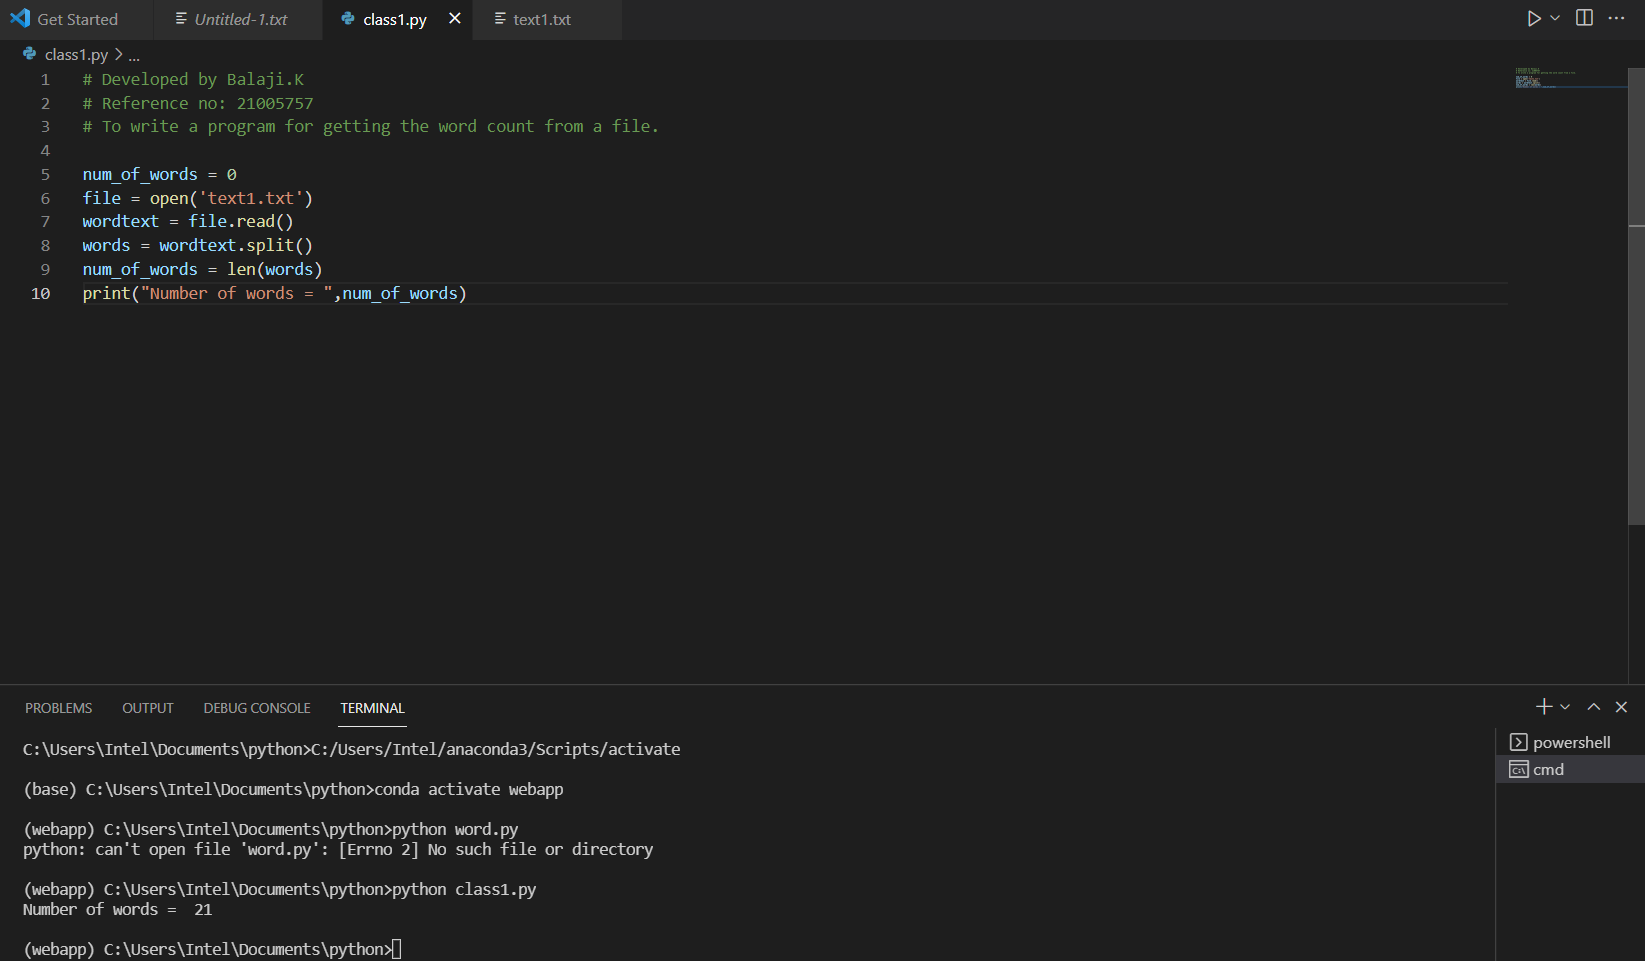 Get Started
Untitled-1.txt
class1.py
text1.txt
class1.py > ...
1 # Developed by Balaji.K
2 # Reference no: 21005757
3 # To write a program for getting the word count from a file.
4
5 num_of_words = 0
6 file = open('text1.txt')
7 wordtext = file.read()
8 words = wordtext.split()
9 num_of_words = len(words)
10 print("Number of words = ",num_of_words)
PROBLEMS OUTPUT DEBUG CONSOLE TERMINAL
C:\Users\Intel\Documents\python>C:/Users/Intel/anaconda3/Scripts/activate
(base) C:\Users\Intel\Documents\python>conda activate webapp
(webapp) C:\Users\Intel\Documents\python>python word.py
python: can't open file 'word.py': [Errno 2] No such file or directory
(webapp) C:\Users\Intel\Documents\python>python class1.py
Number of words =  21
(webapp) C:\Users\Intel\Documents\python>
powershell
cmd